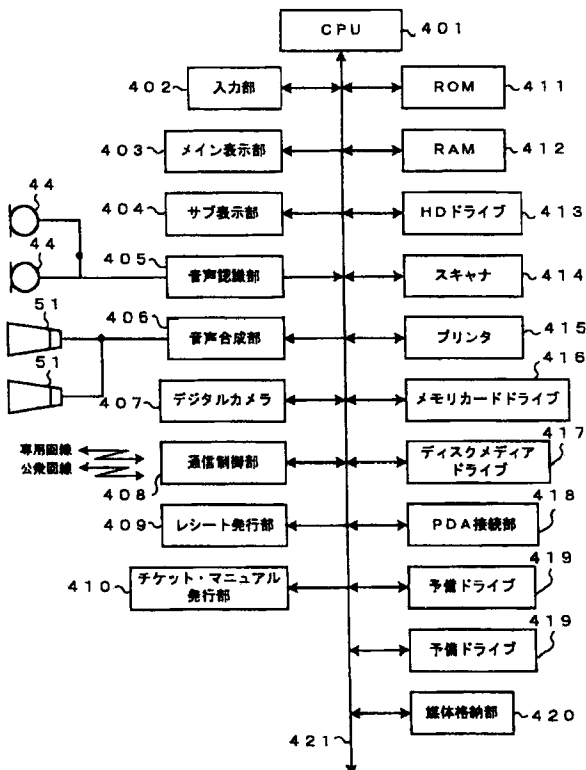 CPU 401
402 入力部
ROM 411
403 メイン表示部
RAM 412
44
404 サブ表示部
HDドライブ 413
44
405 音声認識部
スキャナ 414
51
406 音声合成部
プリンタ 415
51
407 デジタルカメラ
416
メモリカードドライブ
専用回線
公衆回線
408 通信制御部
417
ディスクメディア
ドライブ
409 レシート発行部
418
PDA接続部
410 チケット・マニュアル
発行部
419
予備ドライブ
419
予備ドライブ
媒体格納部 420
421